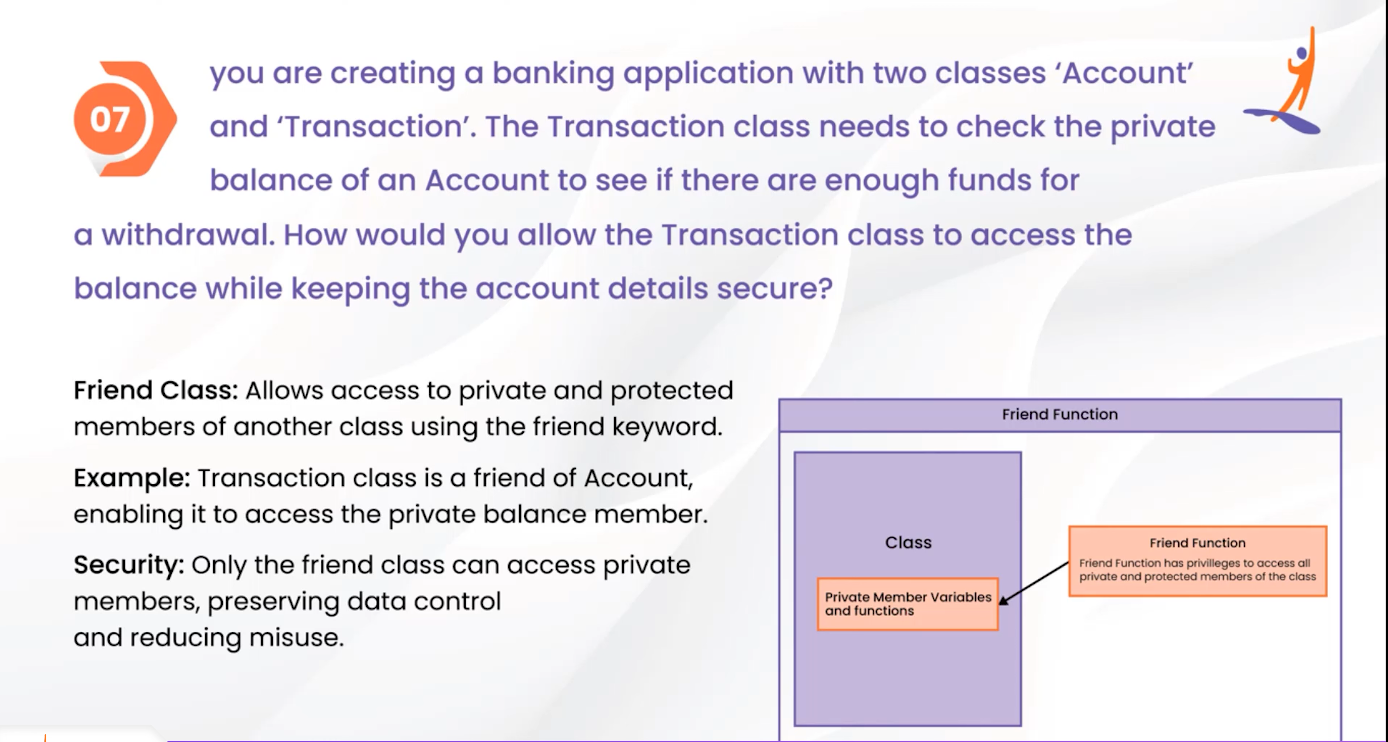 07
you are creating a banking application with two classes ‘Account’
and ‘Transaction’. The Transaction class needs to check the private
balance of an Account to see if there are enough funds for
a withdrawal. How would you allow the Transaction class to access the
balance while keeping the account details secure?
Friend Class: Allows access to private and protected
members of another class using the friend keyword.
Example: Transaction class is a friend of Account,
enabling it to access the private balance member.
Security: Only the friend class can access private
members, preserving data control
and reducing misuse.
Friend Function
Class
Private Member Variables
and functions
Friend Function
Friend Function has privilleges to access all
private and protected members of the class